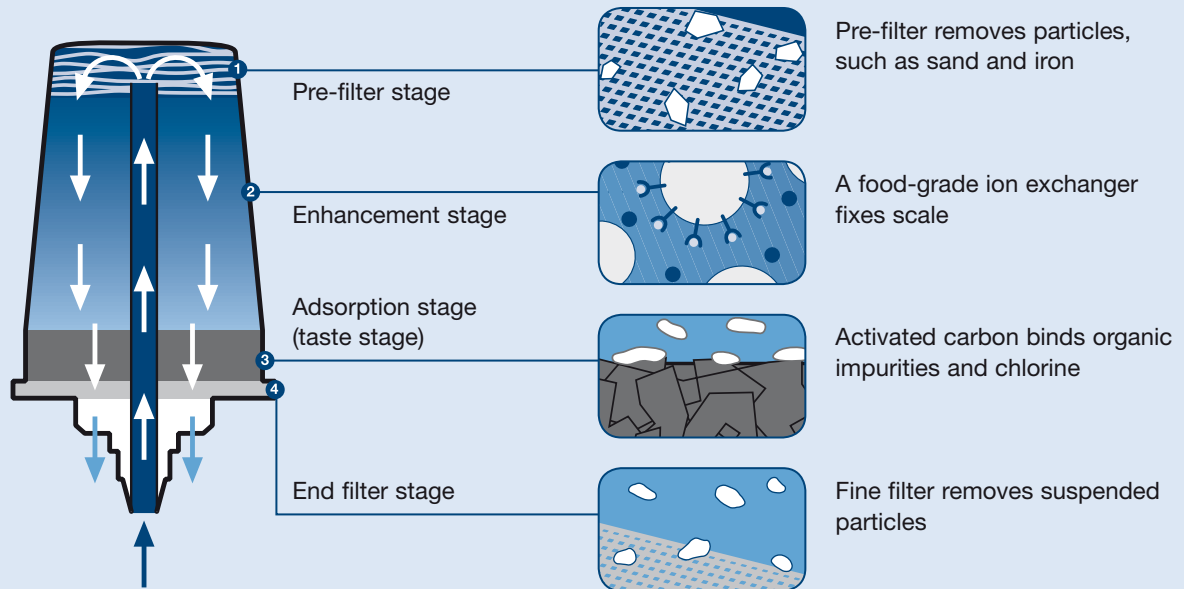 1
Pre-filter stage
Pre-filter removes particles,
such as sand and iron
2
Enhancement stage
A food-grade ion exchanger
fixes scale
Adsorption stage
(taste stage)
3
Activated carbon binds organic
impurities and chlorine
4
End filter stage
Fine filter removes suspended
particles